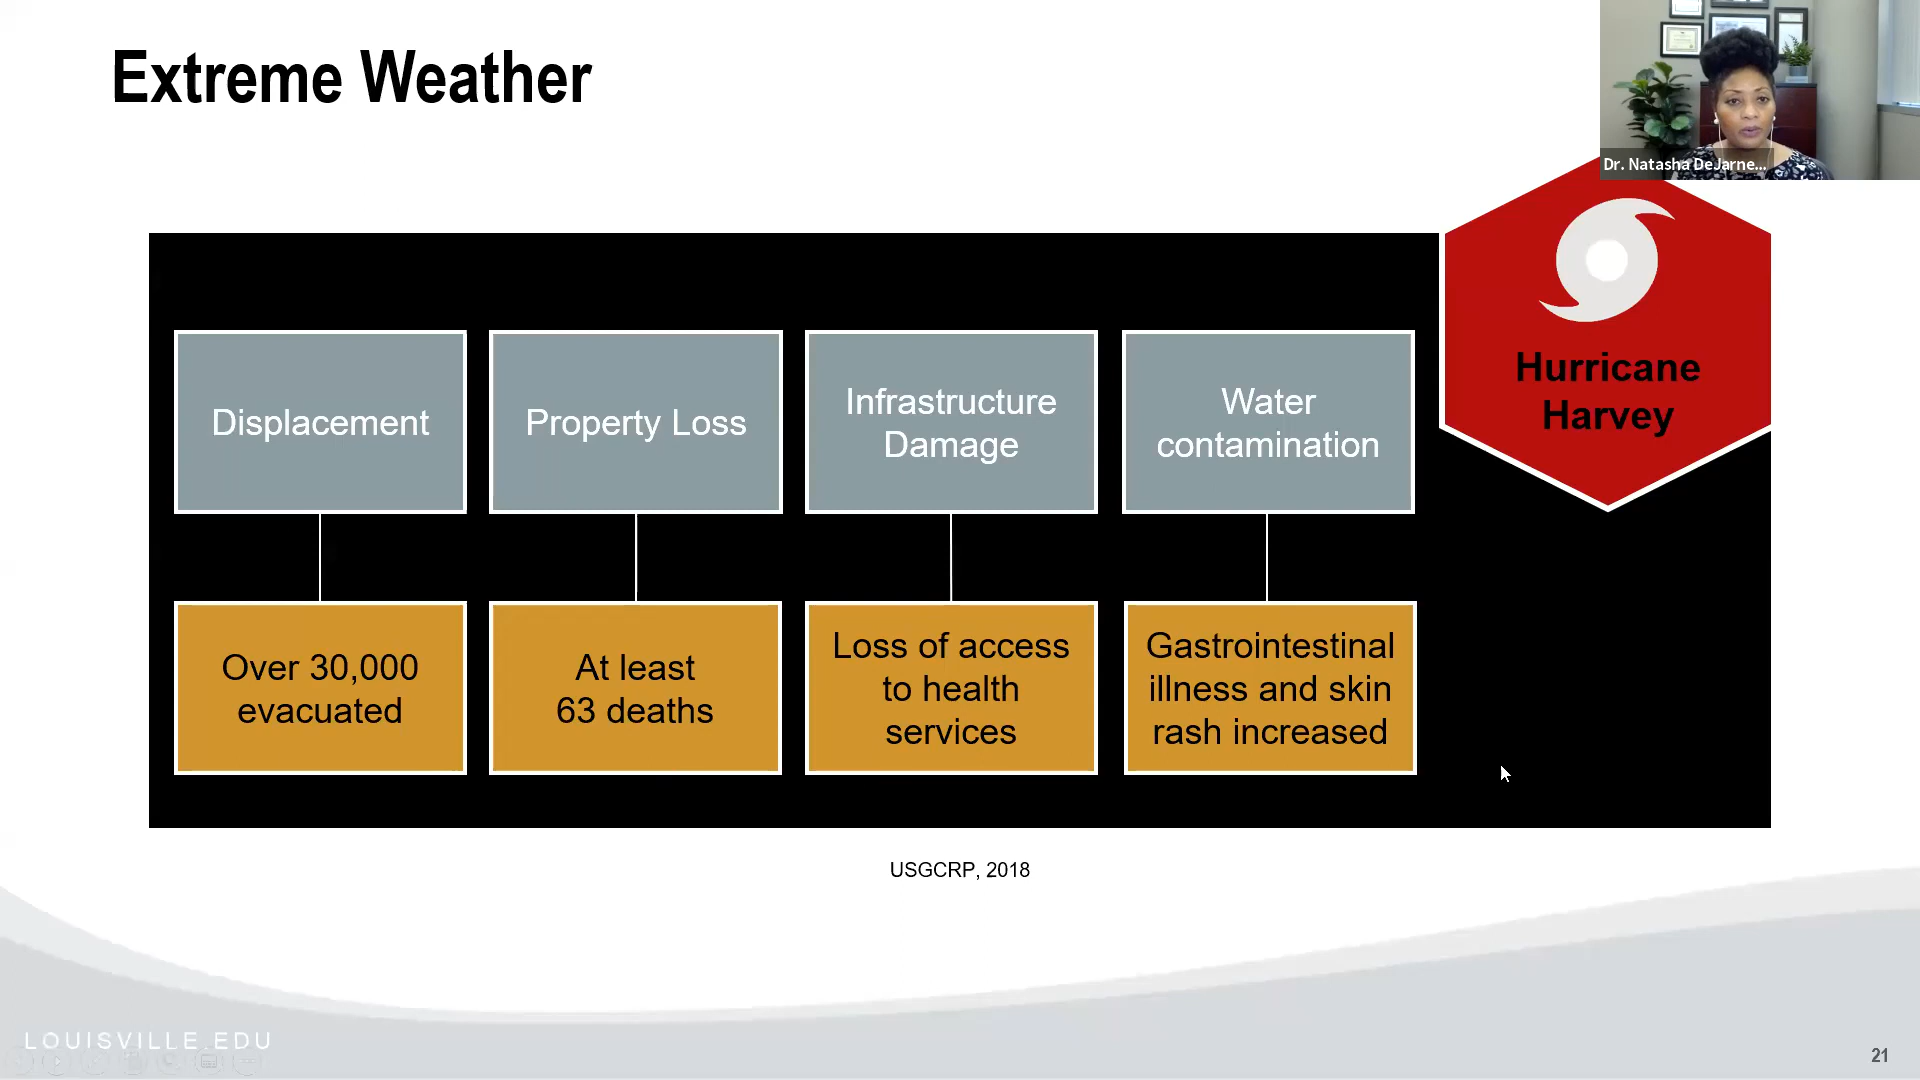 Extreme Weather
Dr. Natasha DeJarne...
Hurricane
Harvey
Displacement
Property Loss
Infrastructure
Damage
Water
contamination
Over 30,000
evacuated
At least
63 deaths
Loss of access
to health
services
Gastrointestinal
illness and skin
rash increased
USGCRP, 2018
LOUISVILLE.EDU
21